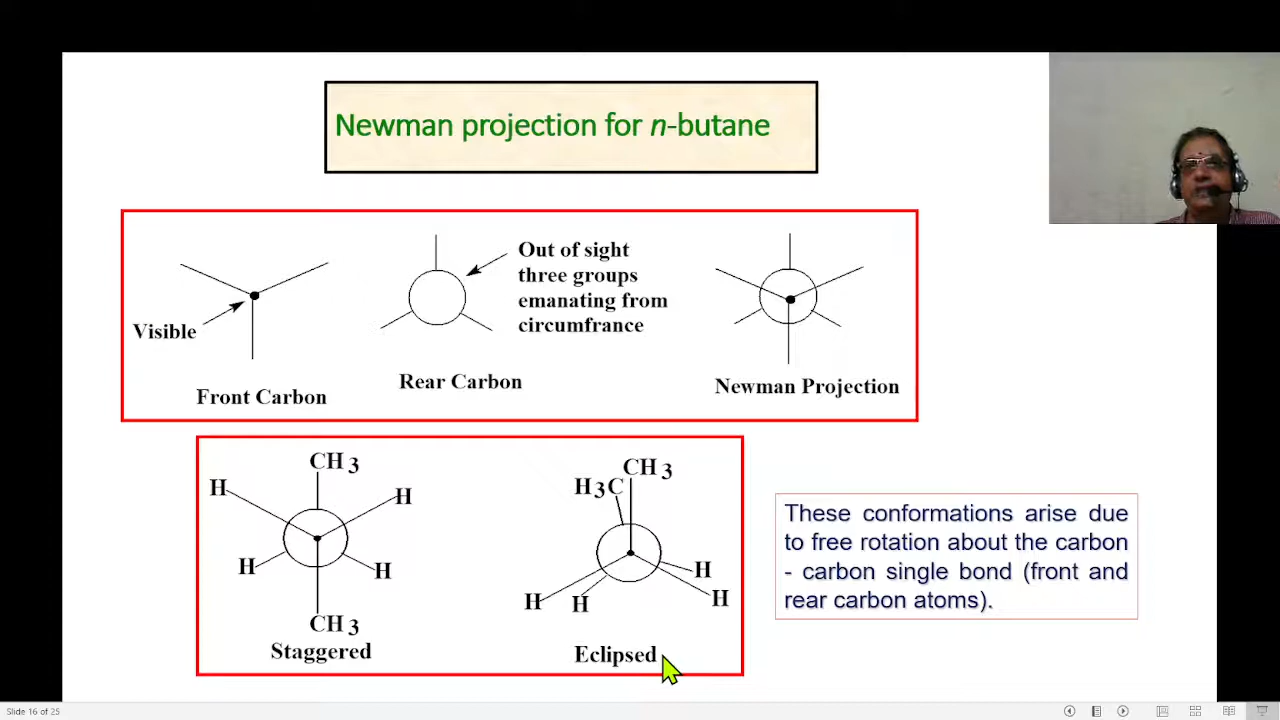 Newman projection for n-butane
Visible
Front Carbon
Rear Carbon
Out of sight
three groups
emanating from
circumfrance
Newman Projection
CH 3
H
H
H
H
CH 3
Staggered
CH 3
H3C
H
H
H
H
Eclipsed
These conformations arise due
to free rotation about the carbon
- carbon single bond (front and
rear carbon atoms).
Slide 16 of 25